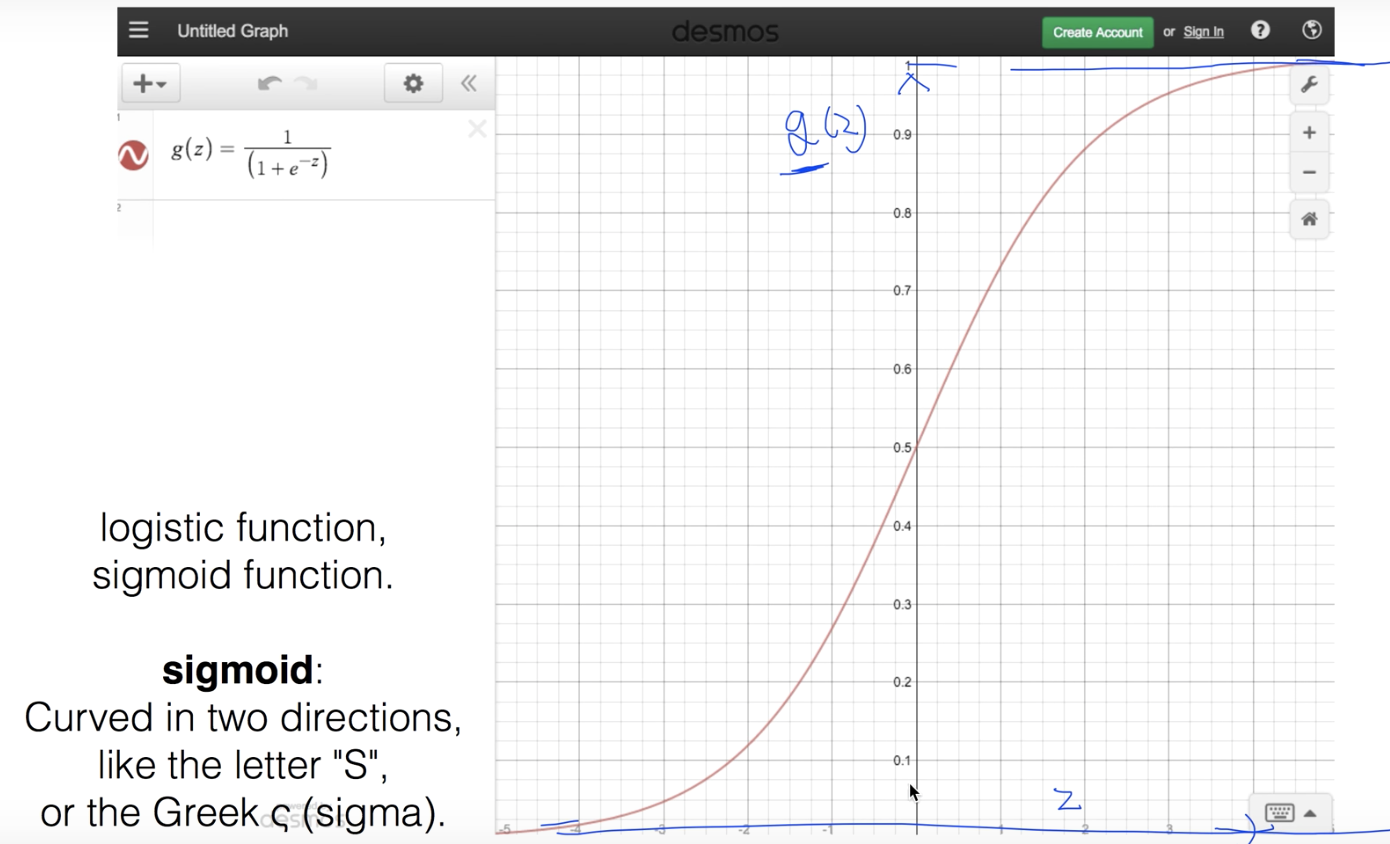 Untitled Graph
desmos
Create Account or Sign In
?
1
g(z) = 1/(1 + e^−z)
2
g(z)
1
0.9
0.8
0.7
0.6
0.5
0.4
0.3
0.2
0.1
-5 -4 -3 -2 -1 1 2 3
z
logistic function,
sigmoid function.
sigmoid:
Curved in two directions,
like the letter "S",
or the Greek ς (sigma).
desmos